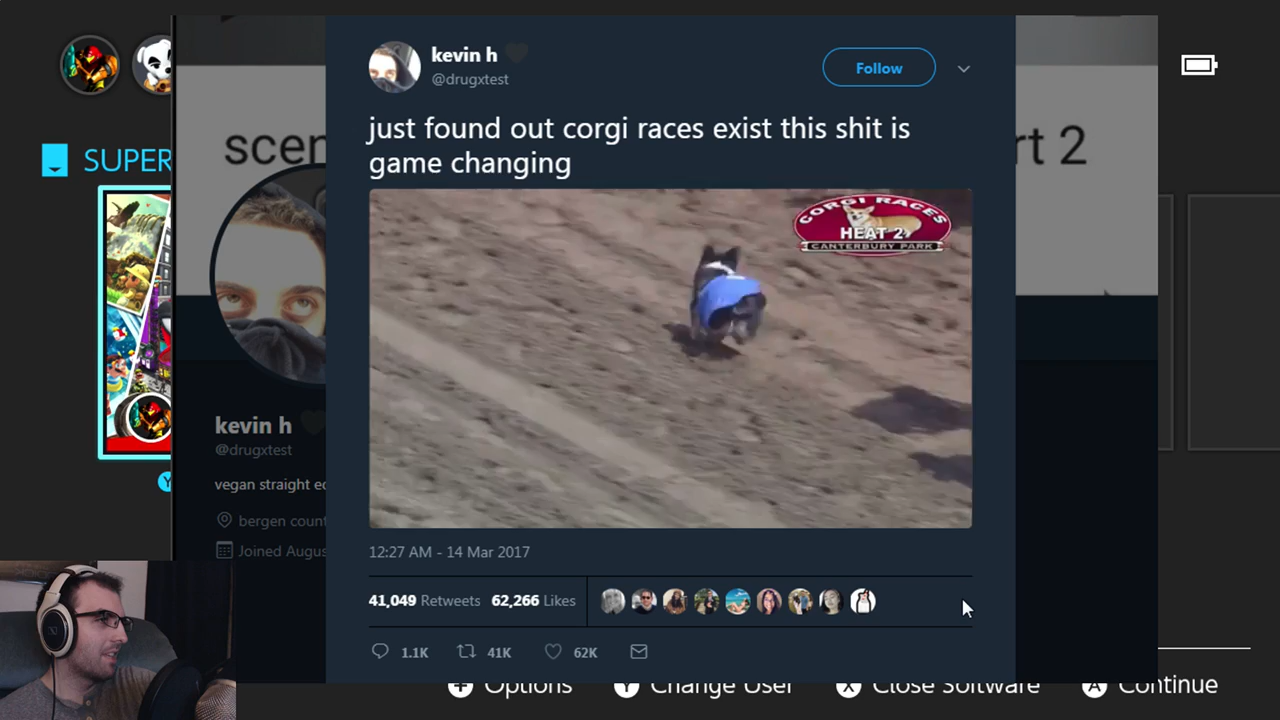 SUPER
scen
rt 2
kevin h
@drugxtest
Follow
just found out corgi races exist this shit is
game changing
CORGI RACES
HEAT 2
CANTERBURY PARK
12:27 AM - 14 Mar 2017
41,049 Retweets 62,266 Likes
1.1K 41K 62K
kevin h
@drugxtest
vegan straight ed
bergen count
Joined Augus
Y
+ Options Y Change User X Close Software A Continue